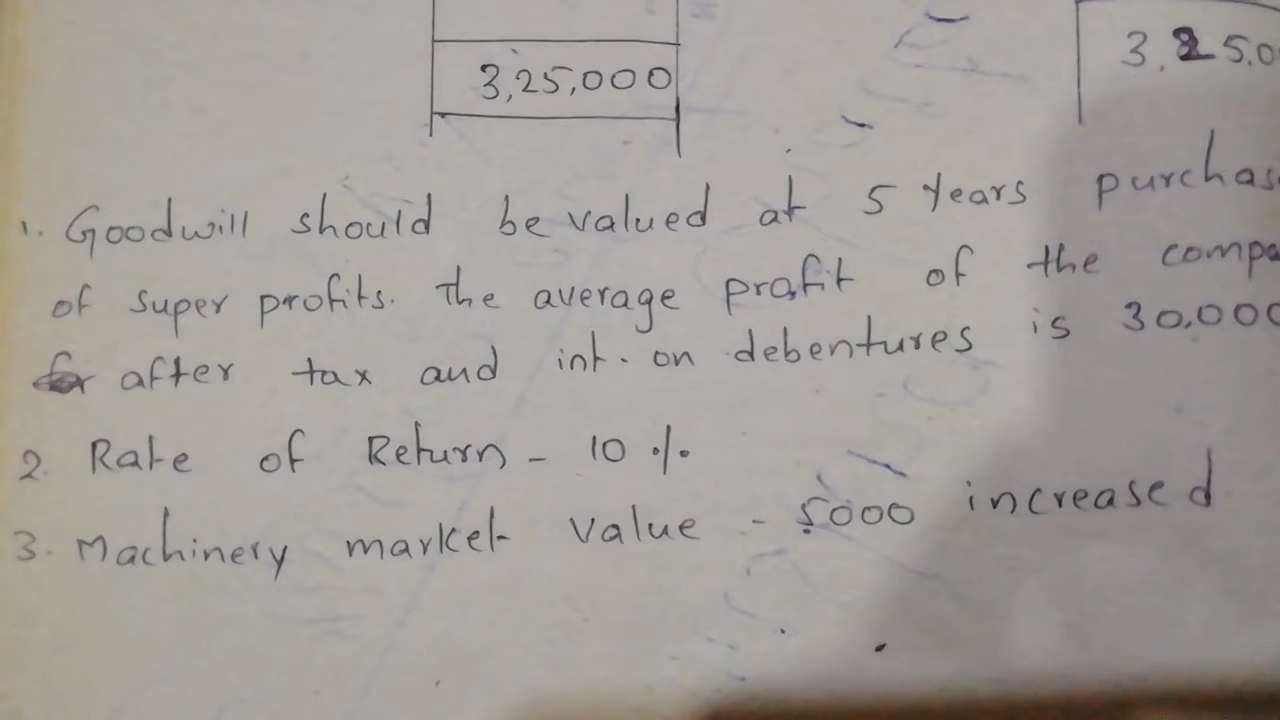 3,25,000
3,25,0
1. Goodwill should be valued at 5 Years purchas
of super profits. The average profit of the compa
after tax and int. on debentures is 30,000
2. Rate of Return - 10 %
3. Machinery market value - 5000 increased